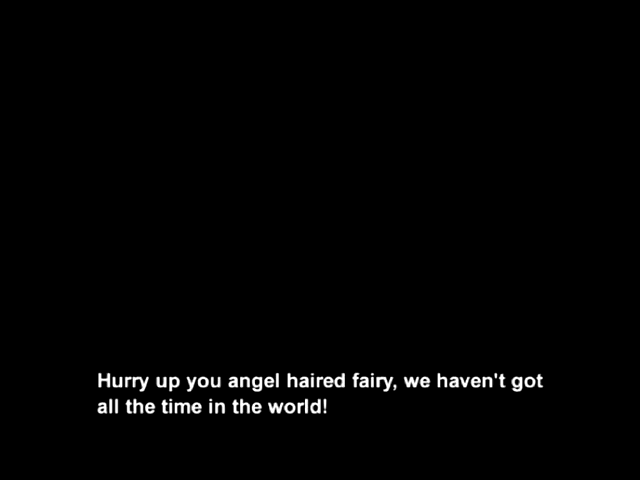 Hurry up you angel haired fairy, we haven't got
all the time in the world!